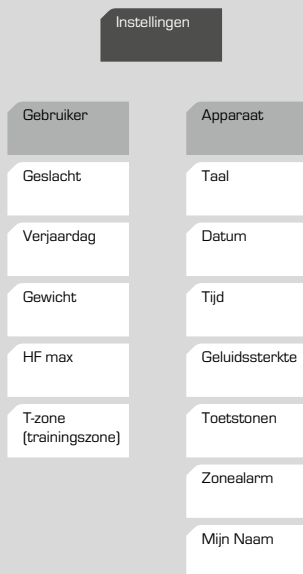 Instellingen
Gebruiker
Geslacht
Verjaardag
Gewicht
HF max
T-zone
(trainingszone)
Apparaat
Taal
Datum
Tijd
Geluidssterkte
Toetstonen
Zonealarm
Mijn Naam